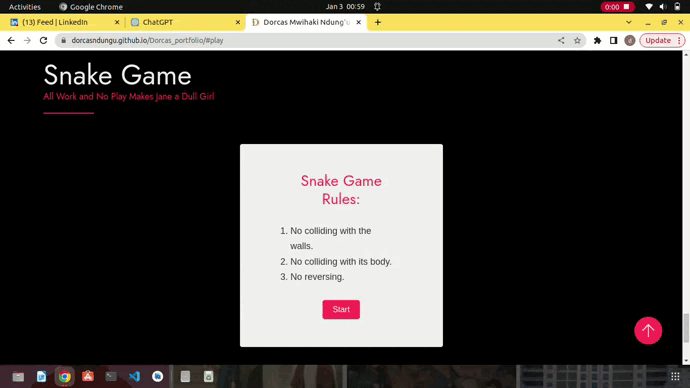 Activities
Google Chrome
Jan 3 00:59
0:00
(13) Feed | LinkedIn
ChatGPT
Dorcas Mwihaki Ndung'u
dorcasndungu.github.io/Dorcas_portfolio/#play
d
Update
Snake Game
All Work and No Play Makes Jane a Dull Girl
Snake Game
Rules:
1. No colliding with the
walls.
2. No colliding with its body.
3. No reversing.
Start